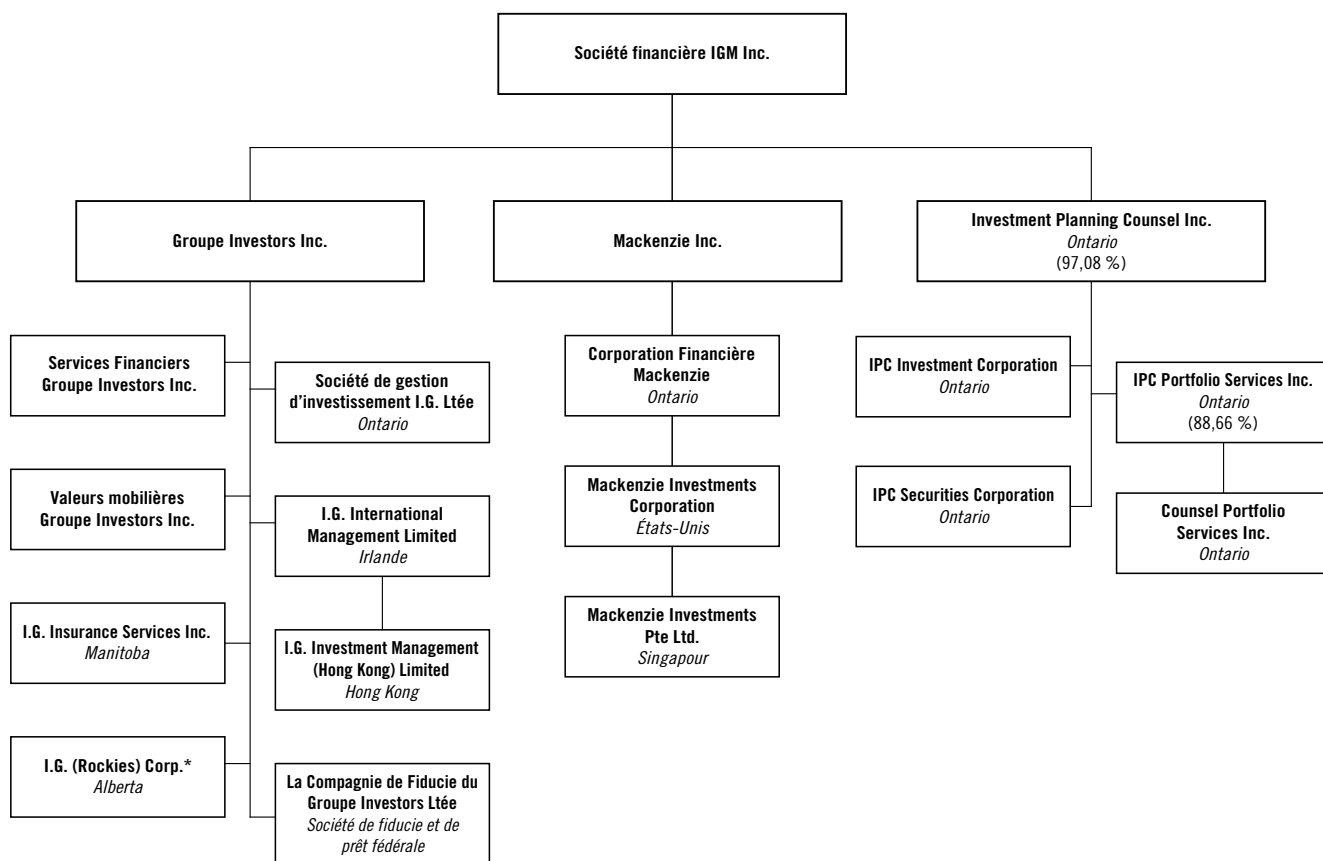 Société financière IGM Inc.
Groupe Investors Inc.
Mackenzie Inc.
Investment Planning Counsel Inc.
Ontario
(97,08 %)
Services Financiers
Groupe Investors Inc.
Société de gestion
d’investissement I.G. Ltée
Ontario
Valeurs mobilières
Groupe Investors Inc.
I.G. International
Management Limited
Irlande
I.G. Insurance Services Inc.
Manitoba
I.G. Investment Management
(Hong Kong) Limited
Hong Kong
I.G. (Rockies) Corp.*
Alberta
La Compagnie de Fiducie du
Groupe Investors Ltée
Société de fiducie et de
prêt fédérale
Corporation Financière
Mackenzie
Ontario
Mackenzie Investments
Corporation
États-Unis
Mackenzie Investments
Pte Ltd.
Singapour
IPC Investment Corporation
Ontario
IPC Portfolio Services Inc.
Ontario
(88,66 %)
IPC Securities Corporation
Ontario
Counsel Portfolio
Services Inc.
Ontario